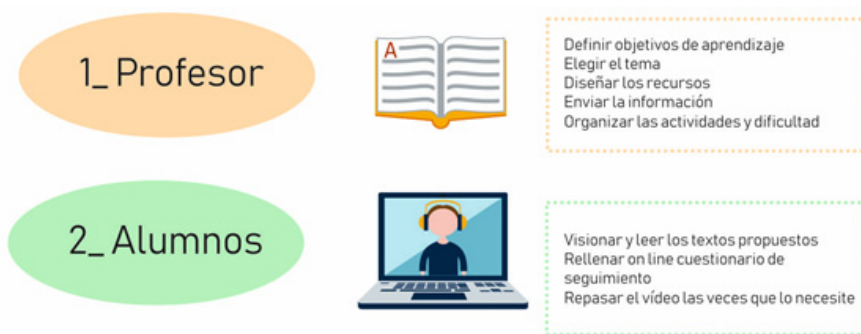 1_ Profesor
A
Definir objetivos de aprendizaje
Elegir el tema
Diseñar los recursos
Enviar la información
Organizar las actividades y dificultad
2_ Alumnos
Visionar y leer los textos propuestos
Rellenar on line cuestionario de
seguimiento
Repasar el vídeo las veces que lo necesite